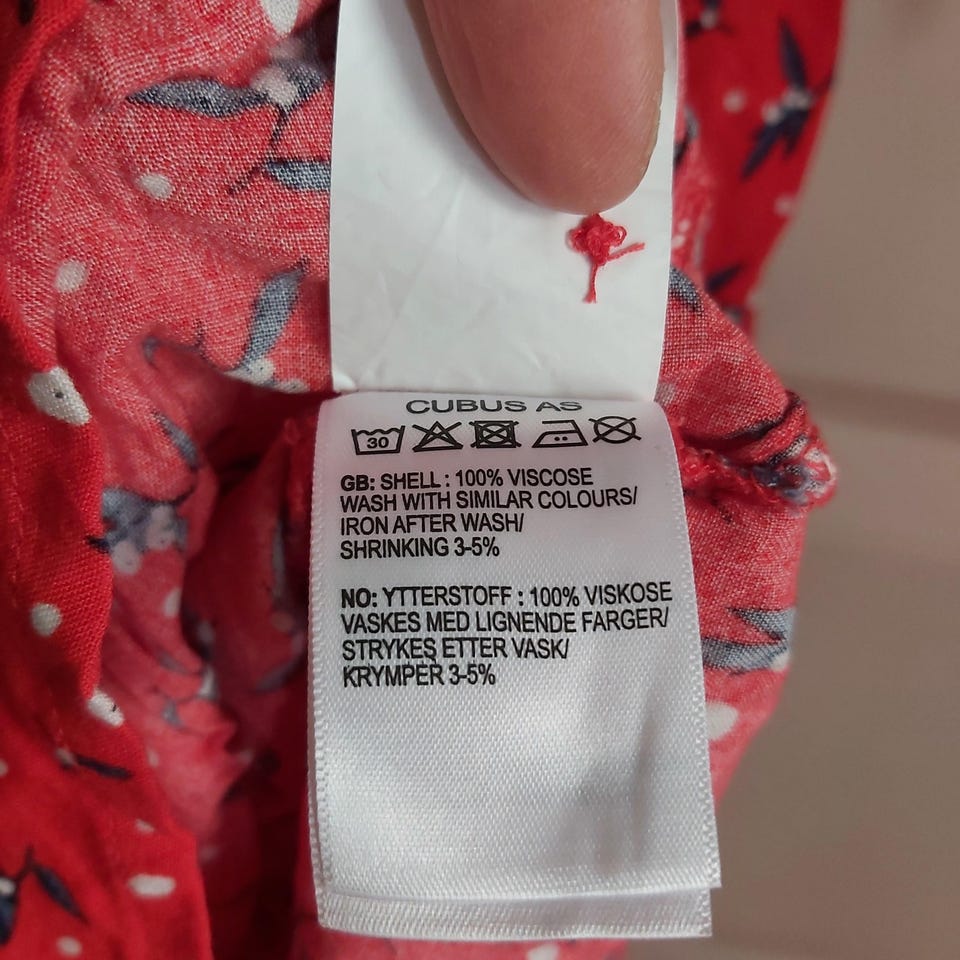 CUBUS AS
30
GB: SHELL : 100% VISCOSE
WASH WITH SIMILAR COLOURS/
IRON AFTER WASH/
SHRINKING 3-5%
NO: YTTERSTOFF : 100% VISKOSE
VASKES MED LIGNENDE FARGER/
STRYKES ETTER VASK/
KRYMPER 3-5%